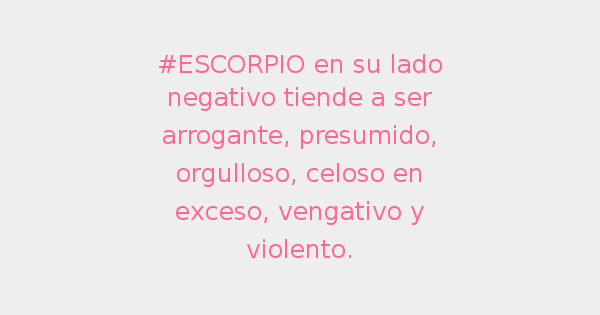 #ESCORPIO en su lado
negativo tiende a ser
arrogante, presumido,
orgulloso, celoso en
exceso, vengativo y
violento.